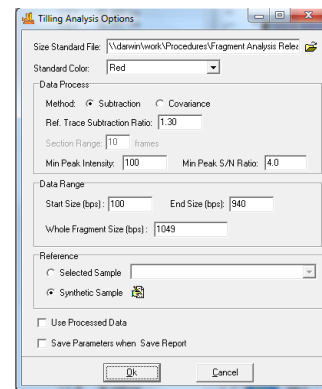 Tilling Analysis Options
Size Standard File: \\darwin\work\Procedures\Fragment Analysis Relea
Standard Color: Red
Data Process
Method: Subtraction Covariance
Ref. Trace Subtraction Ratio: 1.30
Section Range: 10 frames
Min Peak Intensity: 100 Min Peak S/N Ratio: 4.0
Data Range
Start Size (bps) : 100 End Size (bps): 940
Whole Fragment Size (bps) : 1049
Reference
Selected Sample
Synthetic Sample
Use Processed Data
Save Parameters when Save Report
Ok Cancel